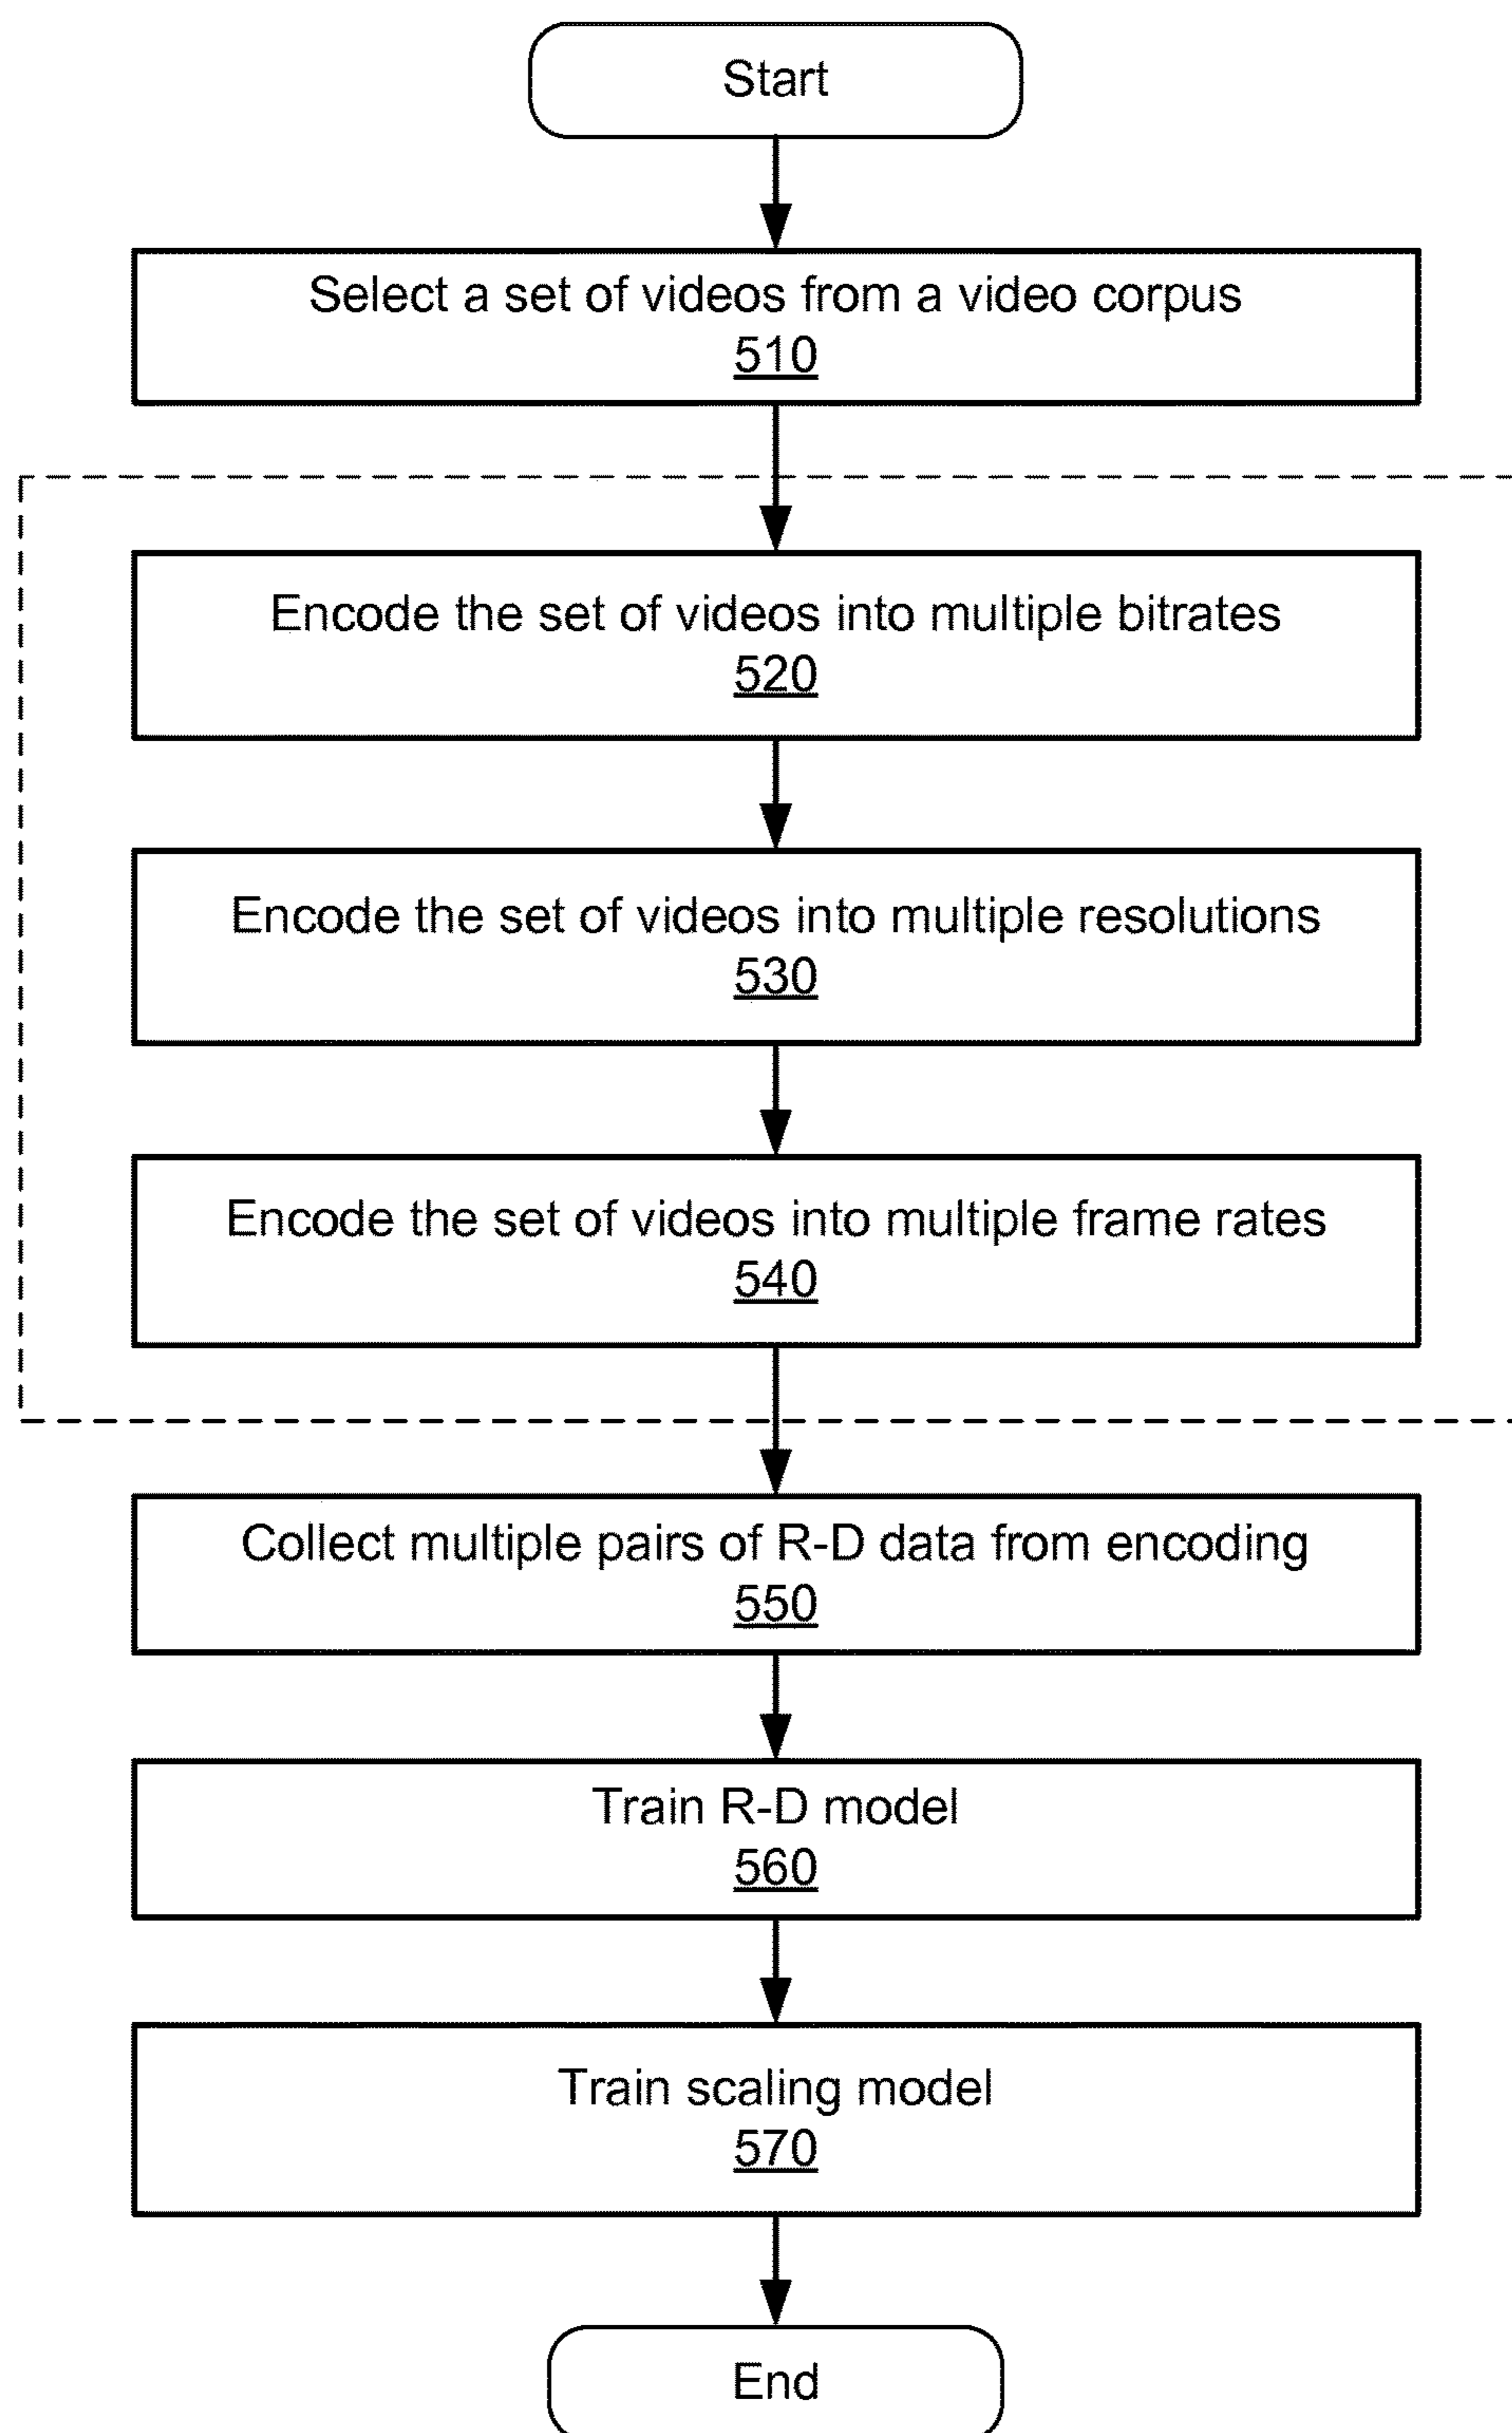 Start
Select a set of videos from a video corpus
510
Encode the set of videos into multiple bitrates
520
Encode the set of videos into multiple resolutions
530
Encode the set of videos into multiple frame rates
540
Collect multiple pairs of R-D data from encoding
550
Train R-D model
560
Train scaling model
570
End